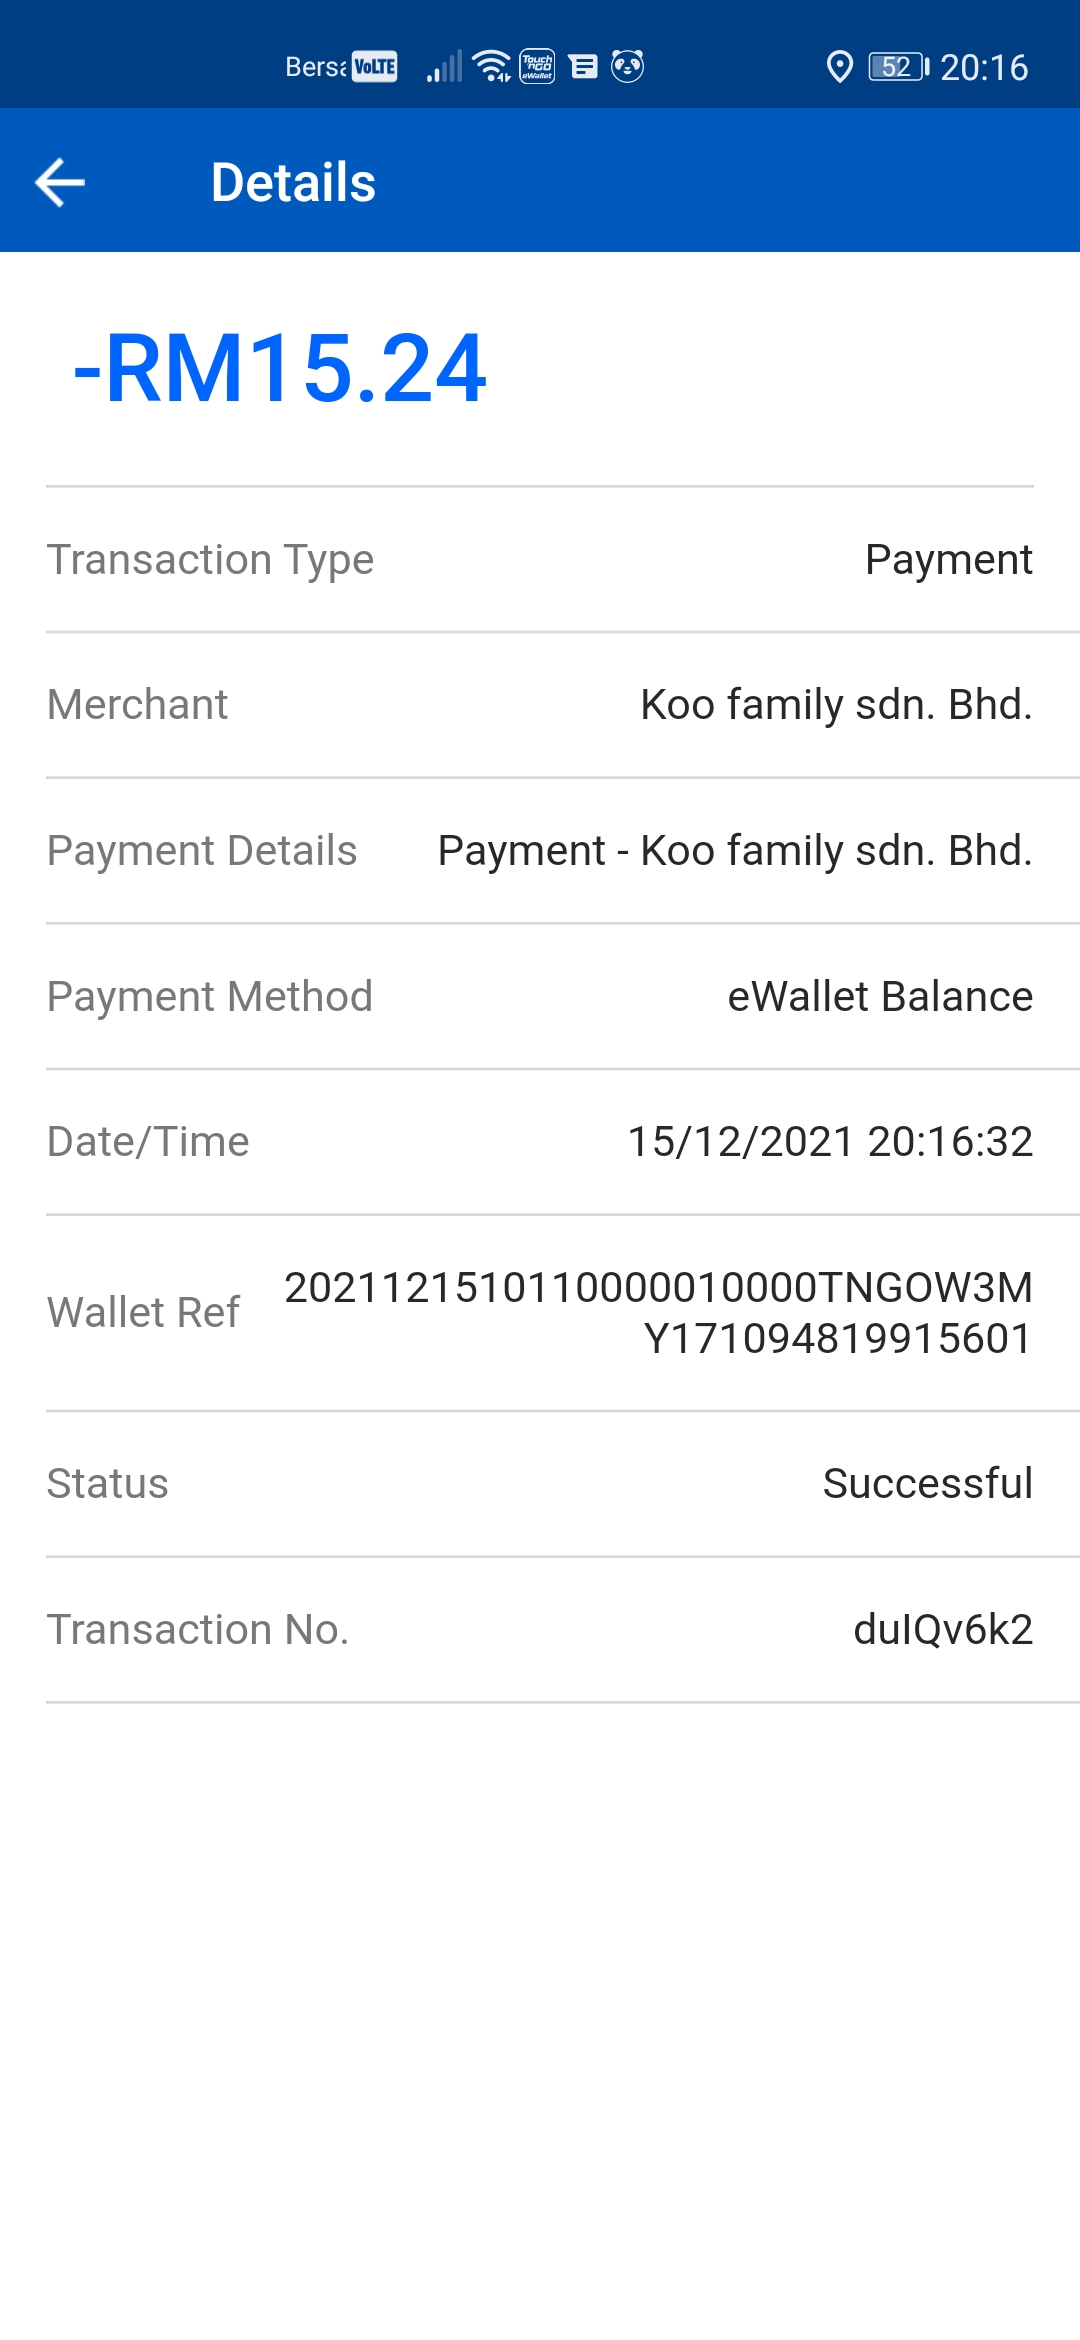 Bersa VoLTE Touch 'n GO eWallet 52 20:16
Details
-RM15.24
Transaction Type Payment
Merchant Koo family sdn. Bhd.
Payment Details Payment - Koo family sdn. Bhd.
Payment Method eWallet Balance
Date/Time 15/12/2021 20:16:32
Wallet Ref 20211215101110000010000TNGOW3M
Y171094819915601
Status Successful
Transaction No. duIQv6k2